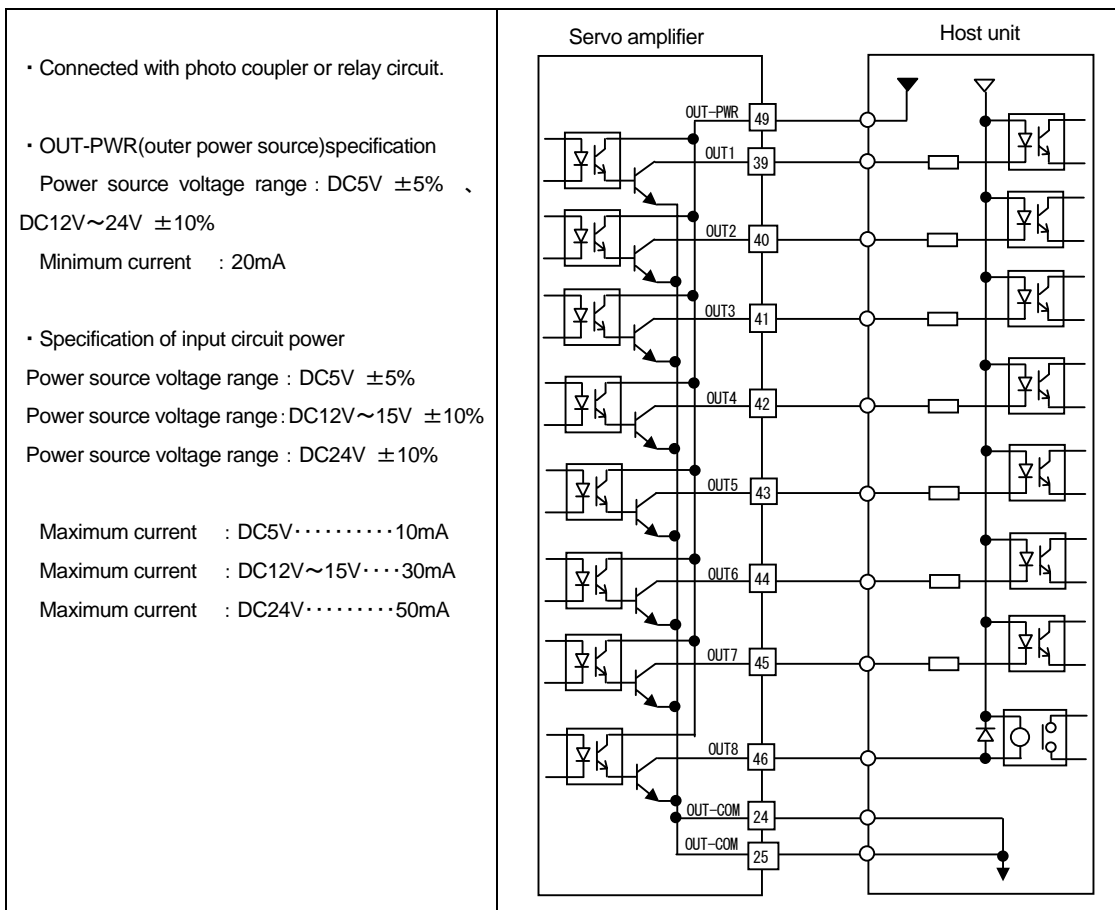 ・Connected with photo coupler or relay circuit.
・OUT-PWR(outer power source)specification
Power source voltage range : DC5V ±5% 、
DC12V～24V ±10%
Minimum current : 20mA
・Specification of input circuit power
Power source voltage range : DC5V ±5%
Power source voltage range : DC12V～15V ±10%
Power source voltage range : DC24V ±10%
Maximum current : DC5V··········10mA
Maximum current : DC12V～15V····30mA
Maximum current : DC24V·········50mA
Servo amplifier
Host unit
OUT-PWR 49
OUT1 39
OUT2 40
OUT3 41
OUT4 42
OUT5 43
OUT6 44
OUT7 45
OUT8 46
OUT-COM 24
OUT-COM 25